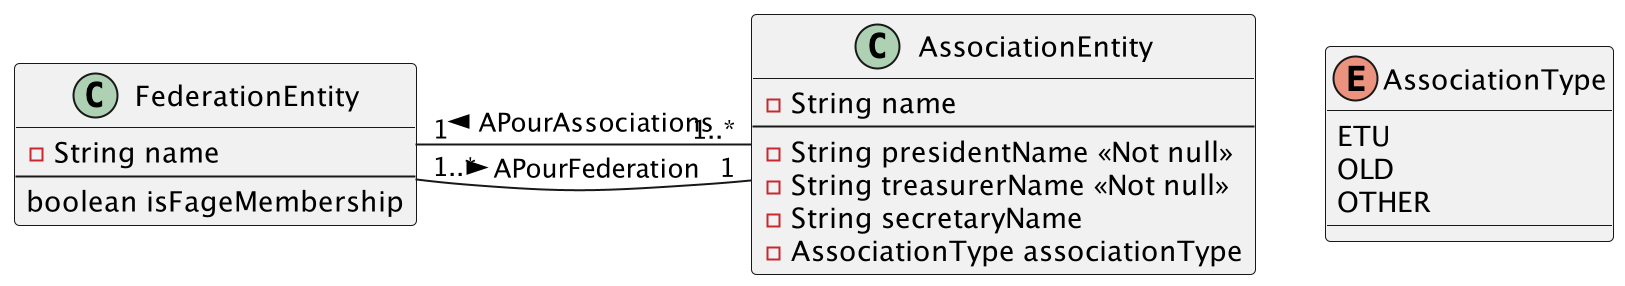 C FederationEntity
String name
boolean isFageMembership
1 APourAssociations 1..*
1..* APourFederation 1
C AssociationEntity
String name
String presidentName «Not null»
String treasurerName «Not null»
String secretaryName
AssociationType associationType
E AssociationType
ETU
OLD
OTHER